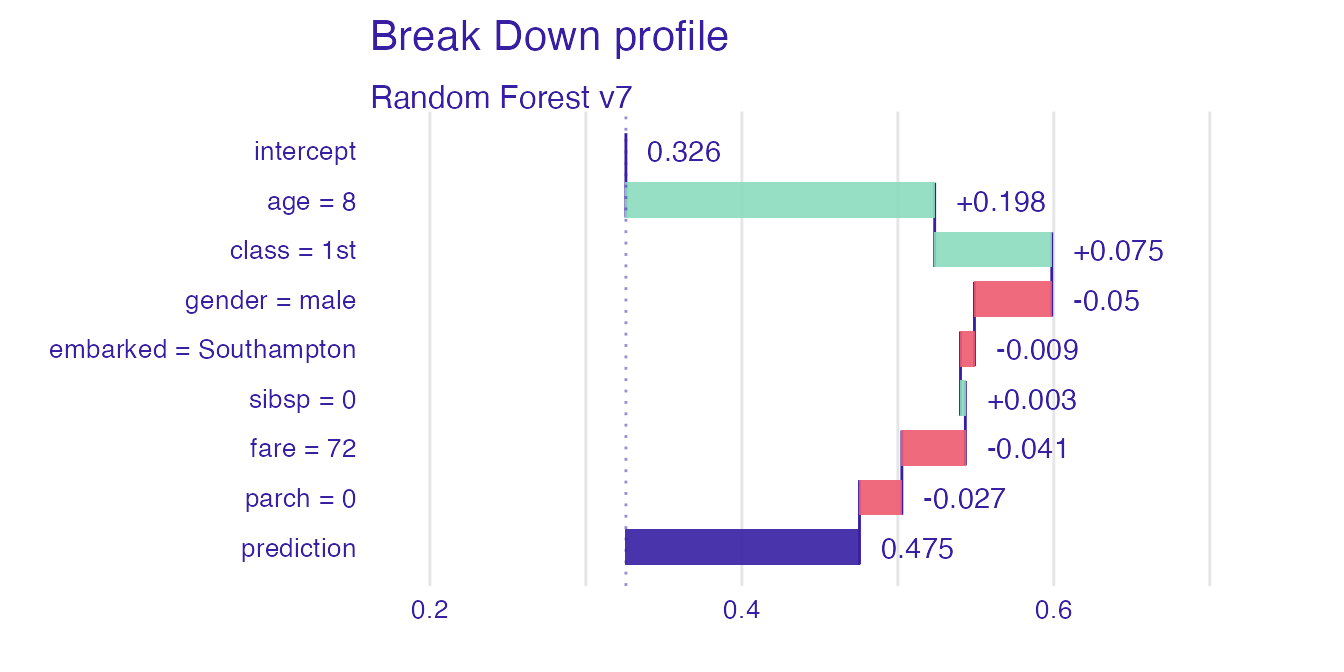 Break Down profile
Random Forest v7
intercept 0.326
age = 8 +0.198
class = 1st +0.075
gender = male -0.05
embarked = Southampton -0.009
sibsp = 0 +0.003
fare = 72 -0.041
parch = 0 -0.027
prediction 0.475
0.2 0.4 0.6